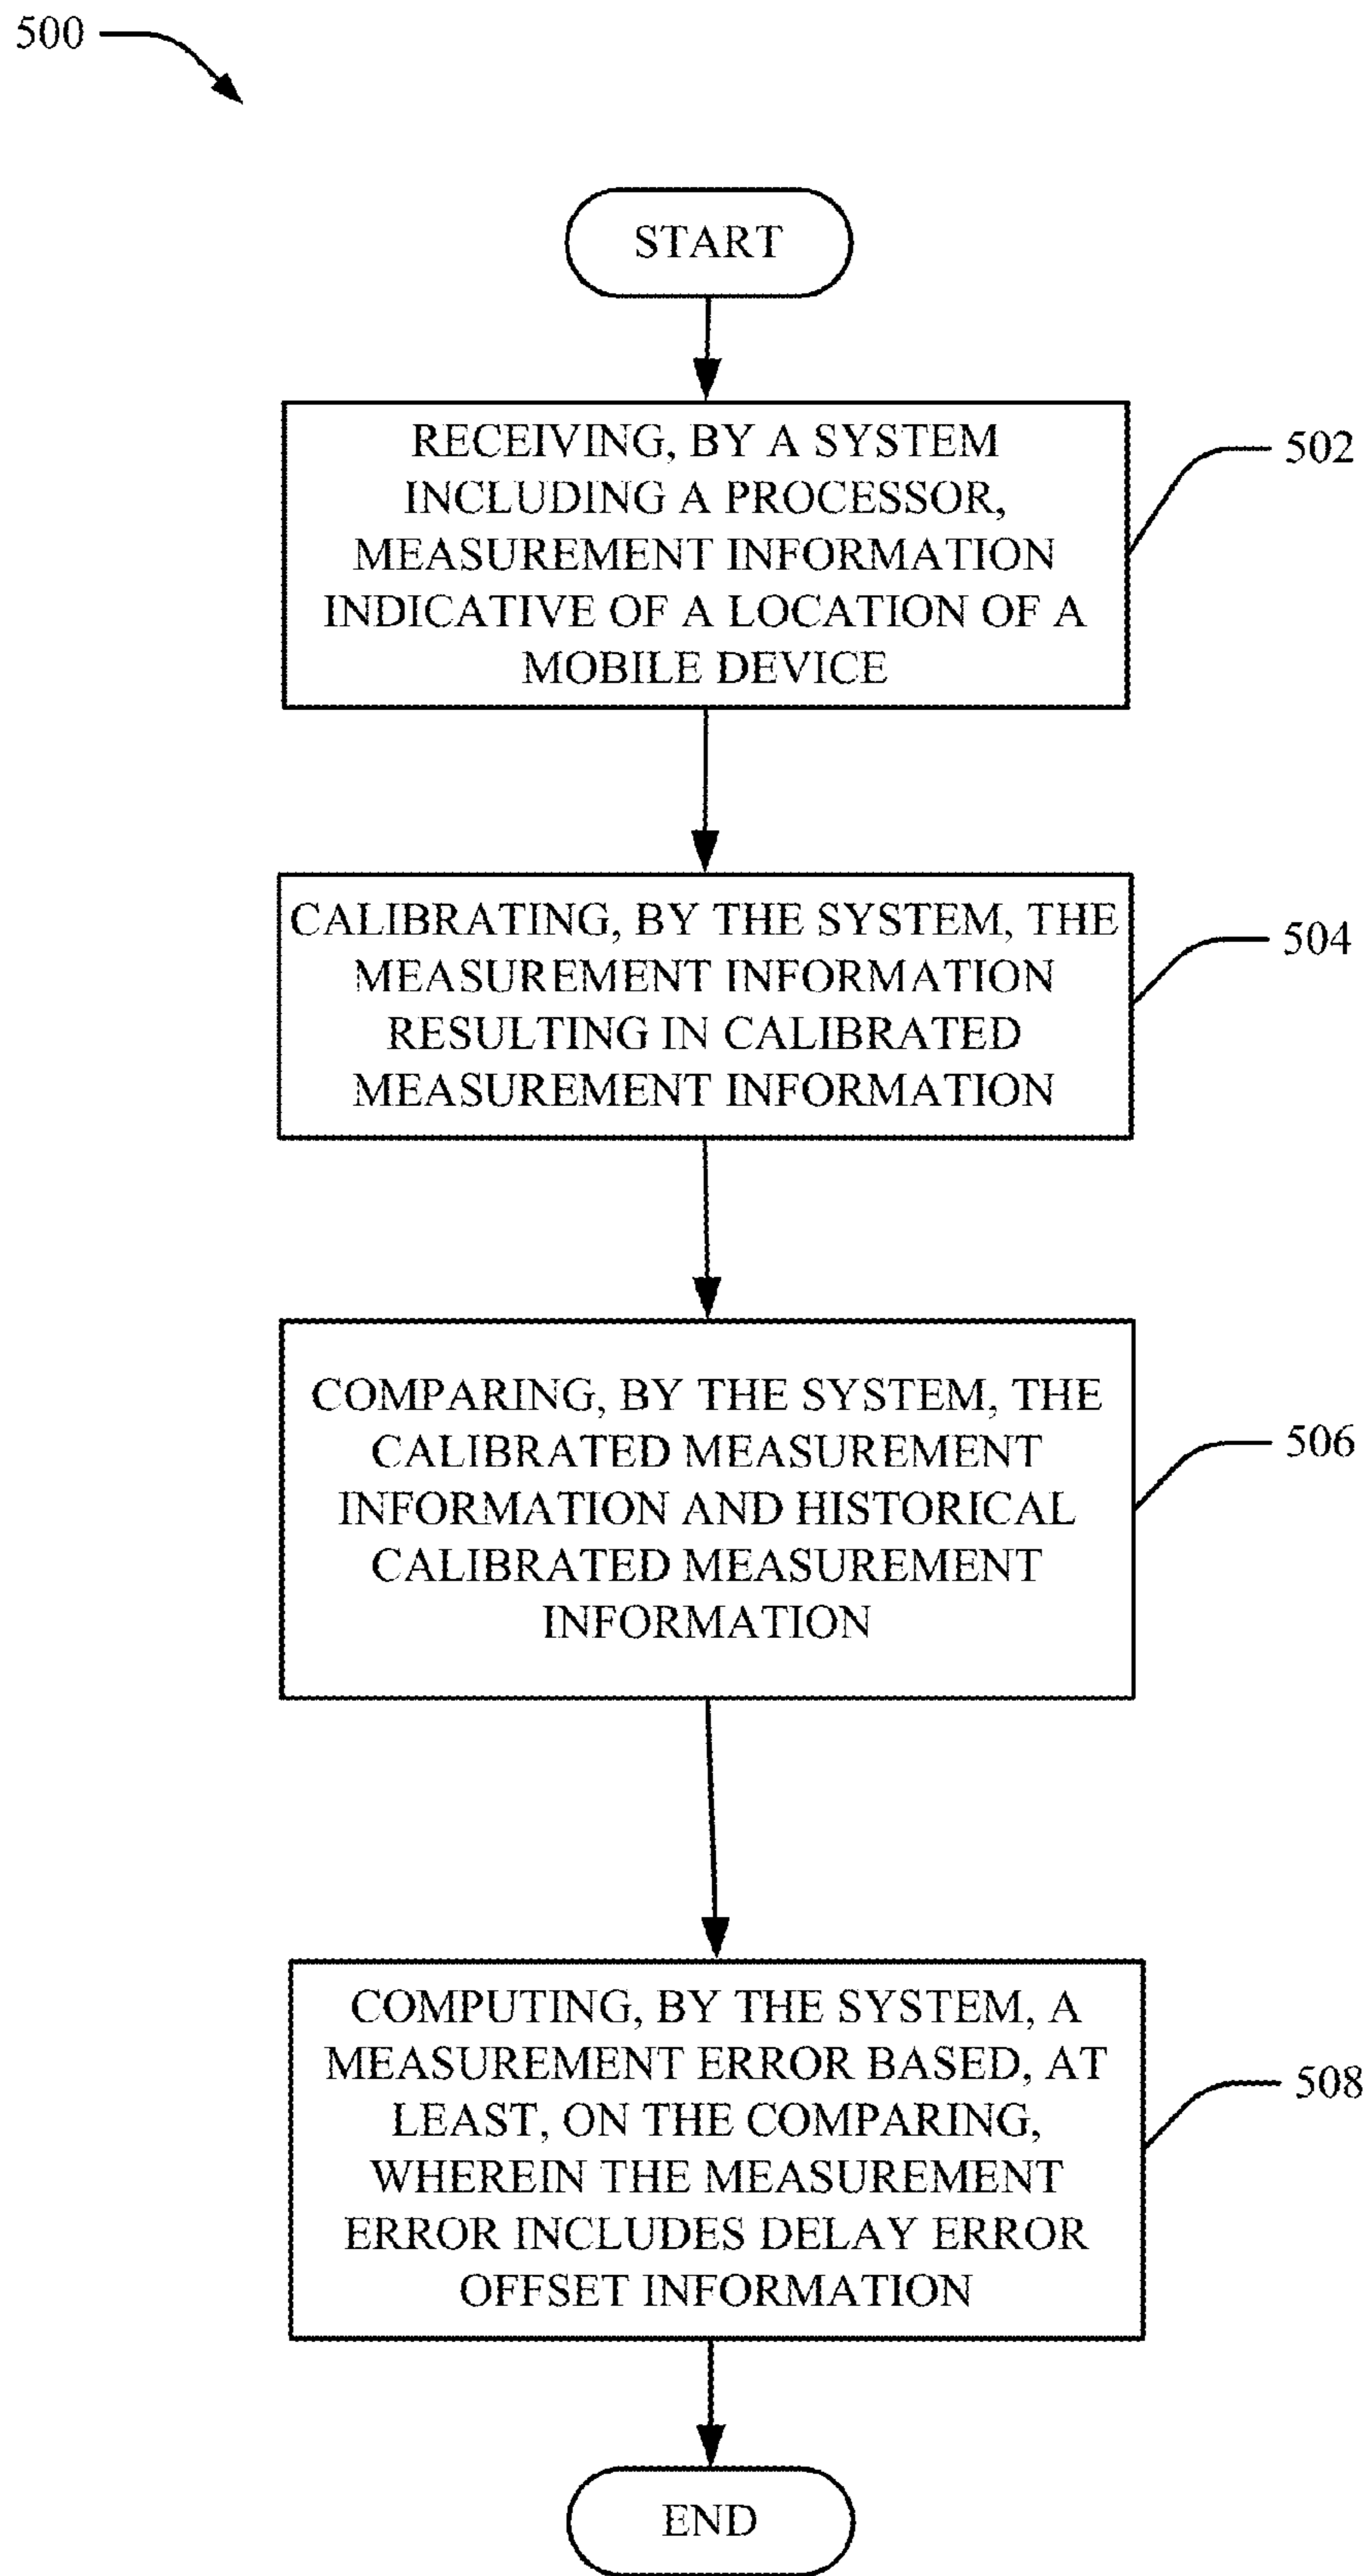 500
START
RECEIVING, BY A SYSTEM
INCLUDING A PROCESSOR,
MEASUREMENT INFORMATION
INDICATIVE OF A LOCATION OF A
MOBILE DEVICE
502
CALIBRATING, BY THE SYSTEM, THE
MEASUREMENT INFORMATION
RESULTING IN CALIBRATED
MEASUREMENT INFORMATION
504
COMPARING, BY THE SYSTEM, THE
CALIBRATED MEASUREMENT
INFORMATION AND HISTORICAL
CALIBRATED MEASUREMENT
INFORMATION
506
COMPUTING, BY THE SYSTEM, A
MEASUREMENT ERROR BASED, AT
LEAST, ON THE COMPARING,
WHEREIN THE MEASUREMENT
ERROR INCLUDES DELAY ERROR
OFFSET INFORMATION
508
END